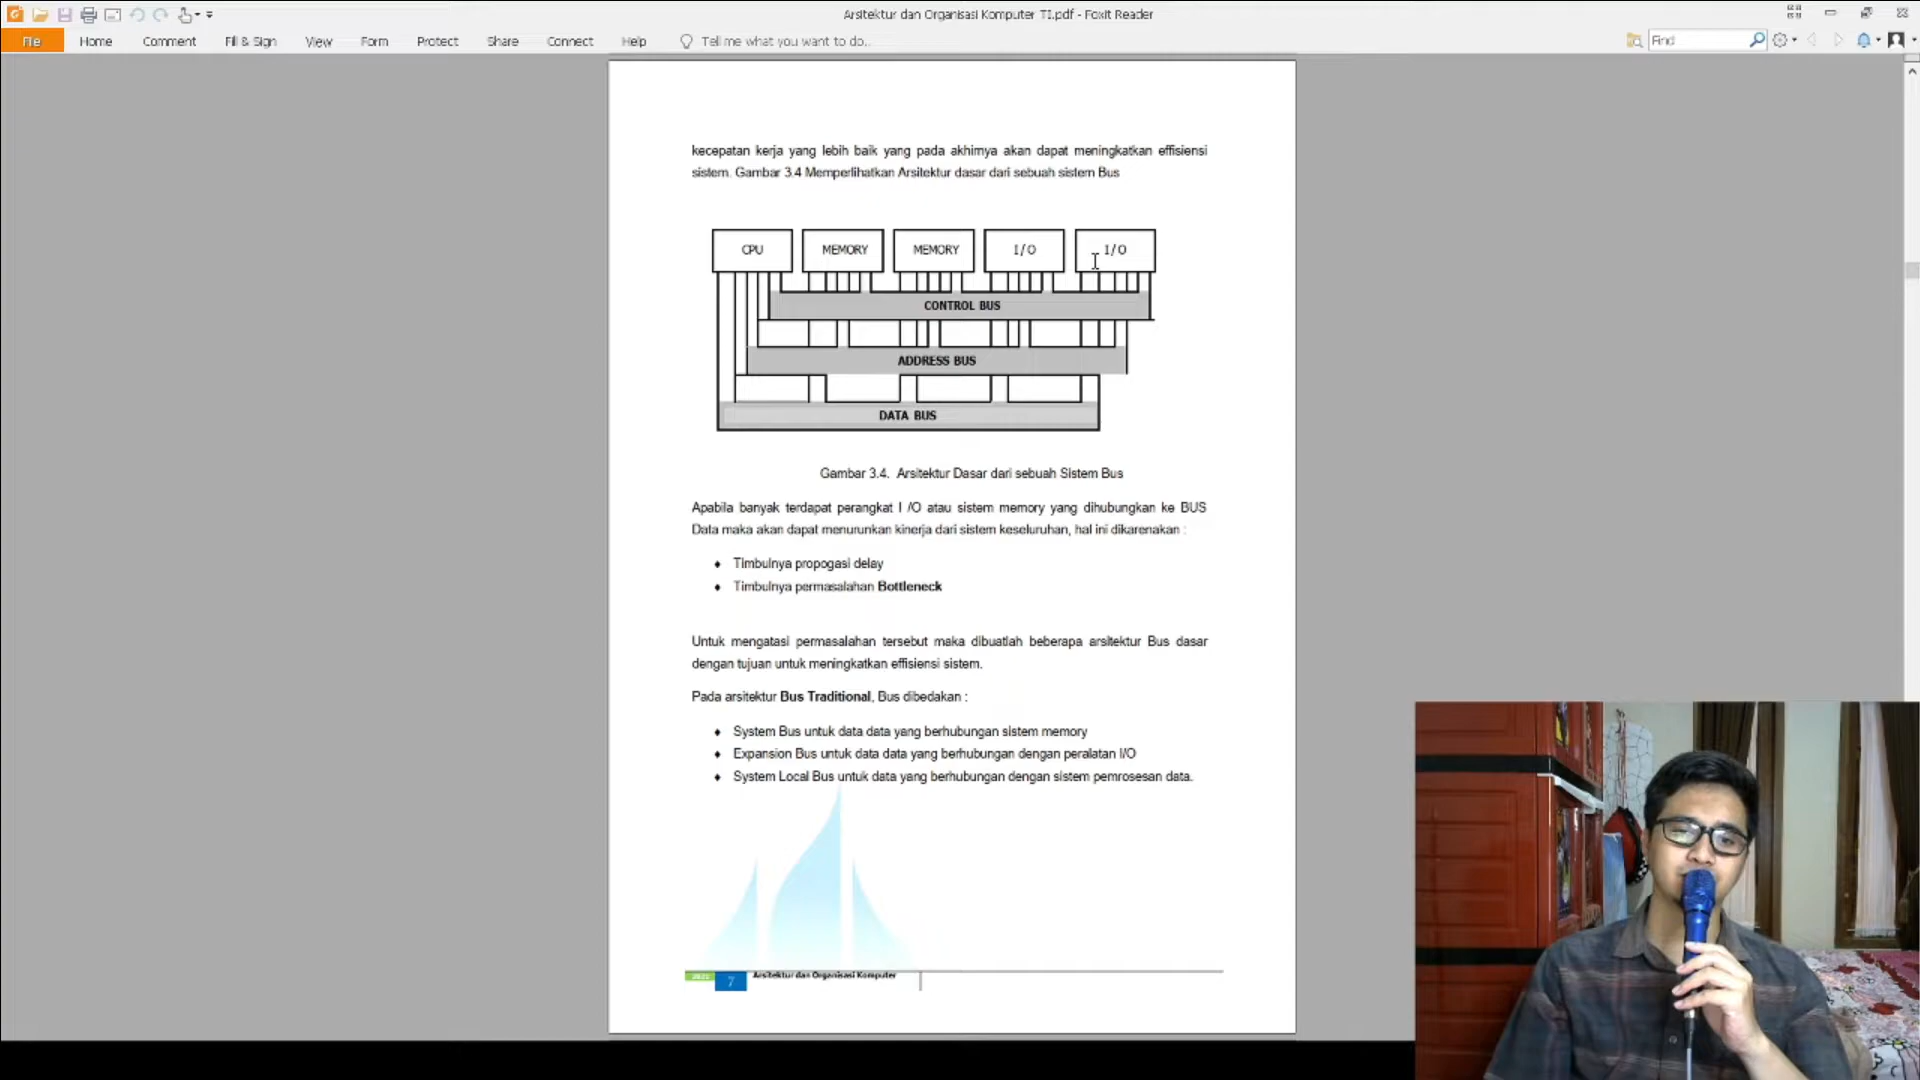 Arsitektur dan Organisasi Komputer TI.pdf - Foxit Reader
File Home Comment Fill & Sign View Form Protect Share Connect Help Tell me what you want to do.. Find
kecepatan kerja yang lebih baik yang pada akhirnya akan dapat meningkatkan effisiensi
sistem. Gambar 3.4 Memperlihatkan Arsitektur dasar dari sebuah sistem Bus
CPU MEMORY MEMORY I/O I/O
CONTROL BUS
ADDRESS BUS
DATA BUS
Gambar 3.4. Arsitektur Dasar dari sebuah Sistem Bus
Apabila banyak terdapat perangkat I /O atau sistem memory yang dihubungkan ke BUS
Data maka akan dapat menurunkan kinerja dari sistem keseluruhan, hal ini dikarenakan :
♦ Timbulnya propogasi delay
♦ Timbulnya permasalahan Bottleneck
Untuk mengatasi permasalahan tersebut maka dibuatlah beberapa arsitektur Bus dasar
dengan tujuan untuk meningkatkan effisiensi sistem.
Pada arsitektur Bus Traditional, Bus dibedakan :
♦ System Bus untuk data data yang berhubungan sistem memory
♦ Expansion Bus untuk data data yang berhubungan dengan peralatan I/O
♦ System Local Bus untuk data yang berhubungan dengan sistem pemrosesan data.
7 Arsitektur dan Organisasi Komputer